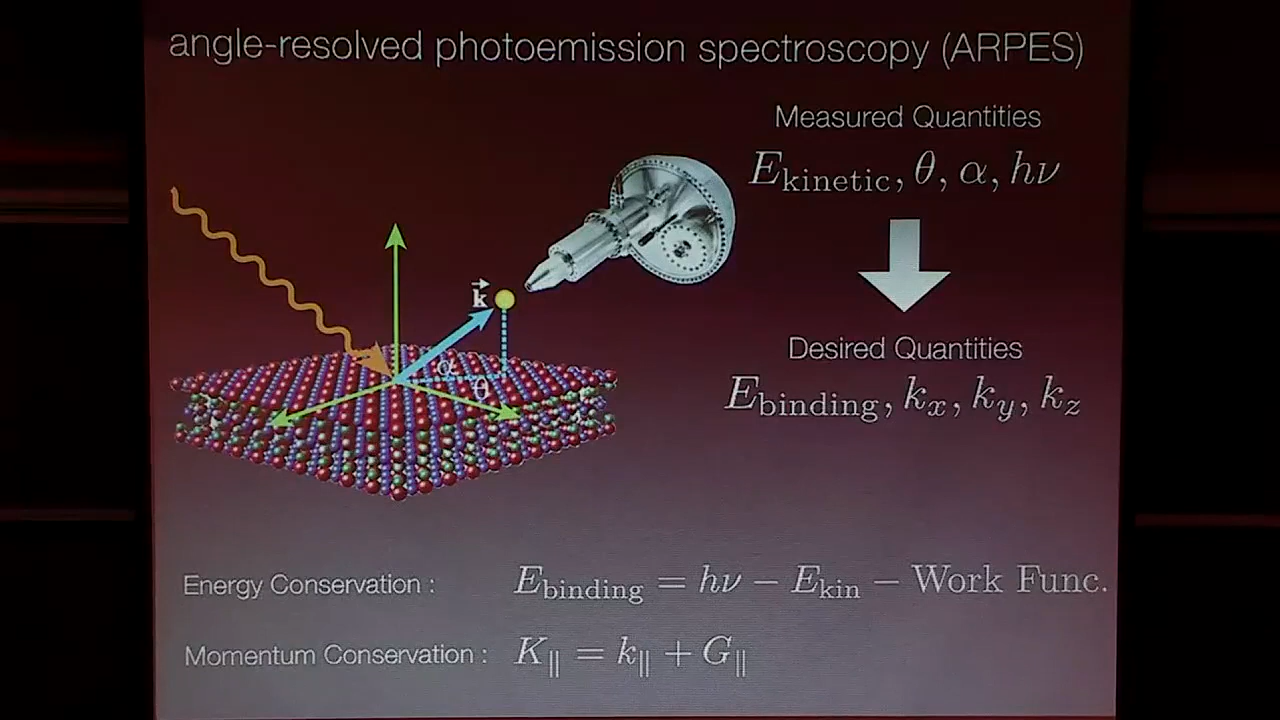 angle-resolved photoemission spectroscopy (ARPES)
Measured Quantities
E_kinetic, θ, α, hν
k⃗
α
θ
Desired Quantities
E_binding, k_x, k_y, k_z
Energy Conservation : E_binding = hν − E_kin − Work Func.
Momentum Conservation : K_∥ = k_∥ + G_∥